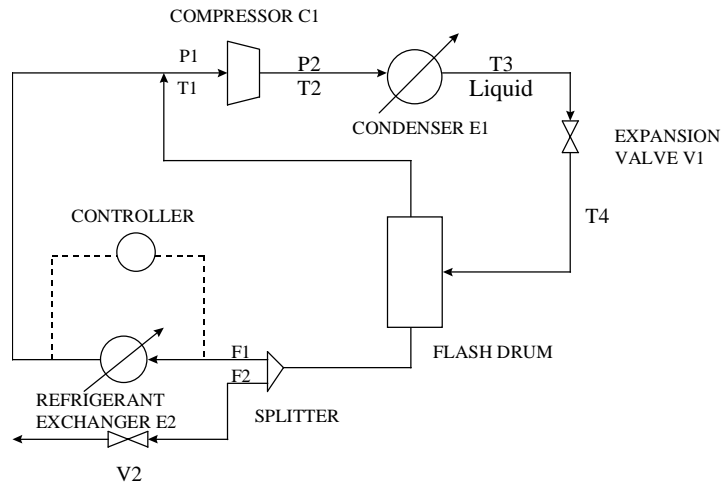 COMPRESSOR C1
P1
T1
P2
T2
T3
Liquid
CONDENSER E1
EXPANSION
VALVE V1
T4
CONTROLLER
F1
F2
FLASH DRUM
REFRIGERANT
EXCHANGER E2
SPLITTER
V2